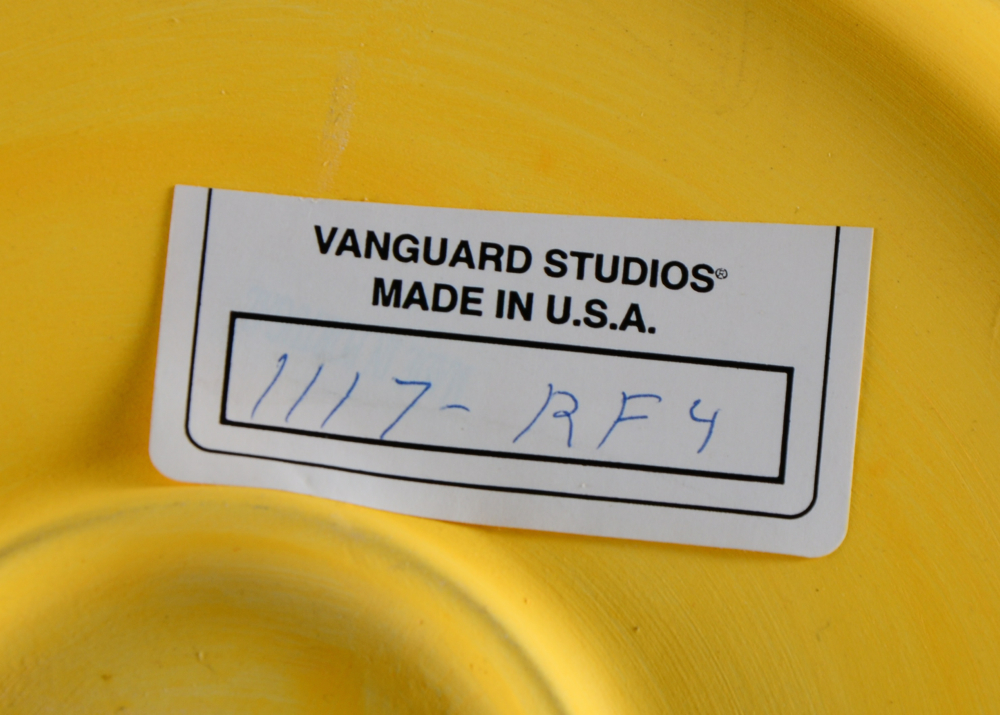 VANGUARD STUDIOS®
MADE IN U.S.A.
1117- RF4